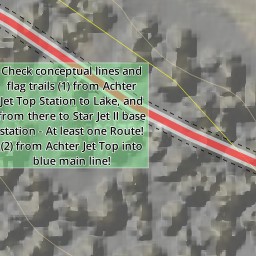 Check conceptual lines and
flag trails (1) from Achter
Jet Top Station to Lake, and
from there to Star Jet II base
station - At least one Route!
(2) from Achter Jet Top into
blue main line!